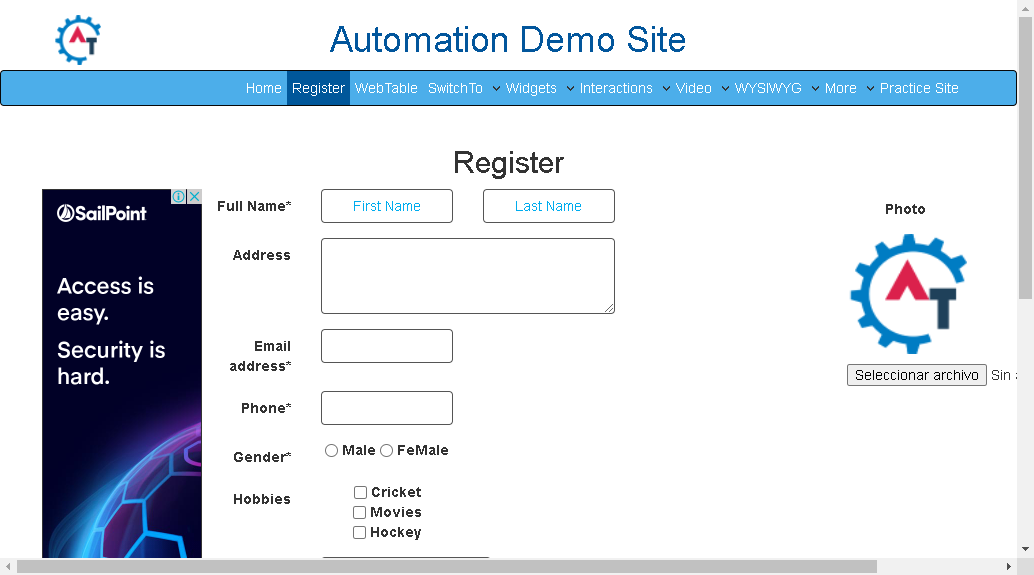 AT
Automation Demo Site
Home Register WebTable SwitchTo Widgets Interactions Video WYSIWYG More Practice Site
Register
SailPoint
Access is
easy.
Security is
hard.
Full Name*
First Name
Last Name
Address
Email
address*
Phone*
Gender*
Male FeMale
Hobbies
Cricket
Movies
Hockey
Photo
AT
Seleccionar archivo Sin